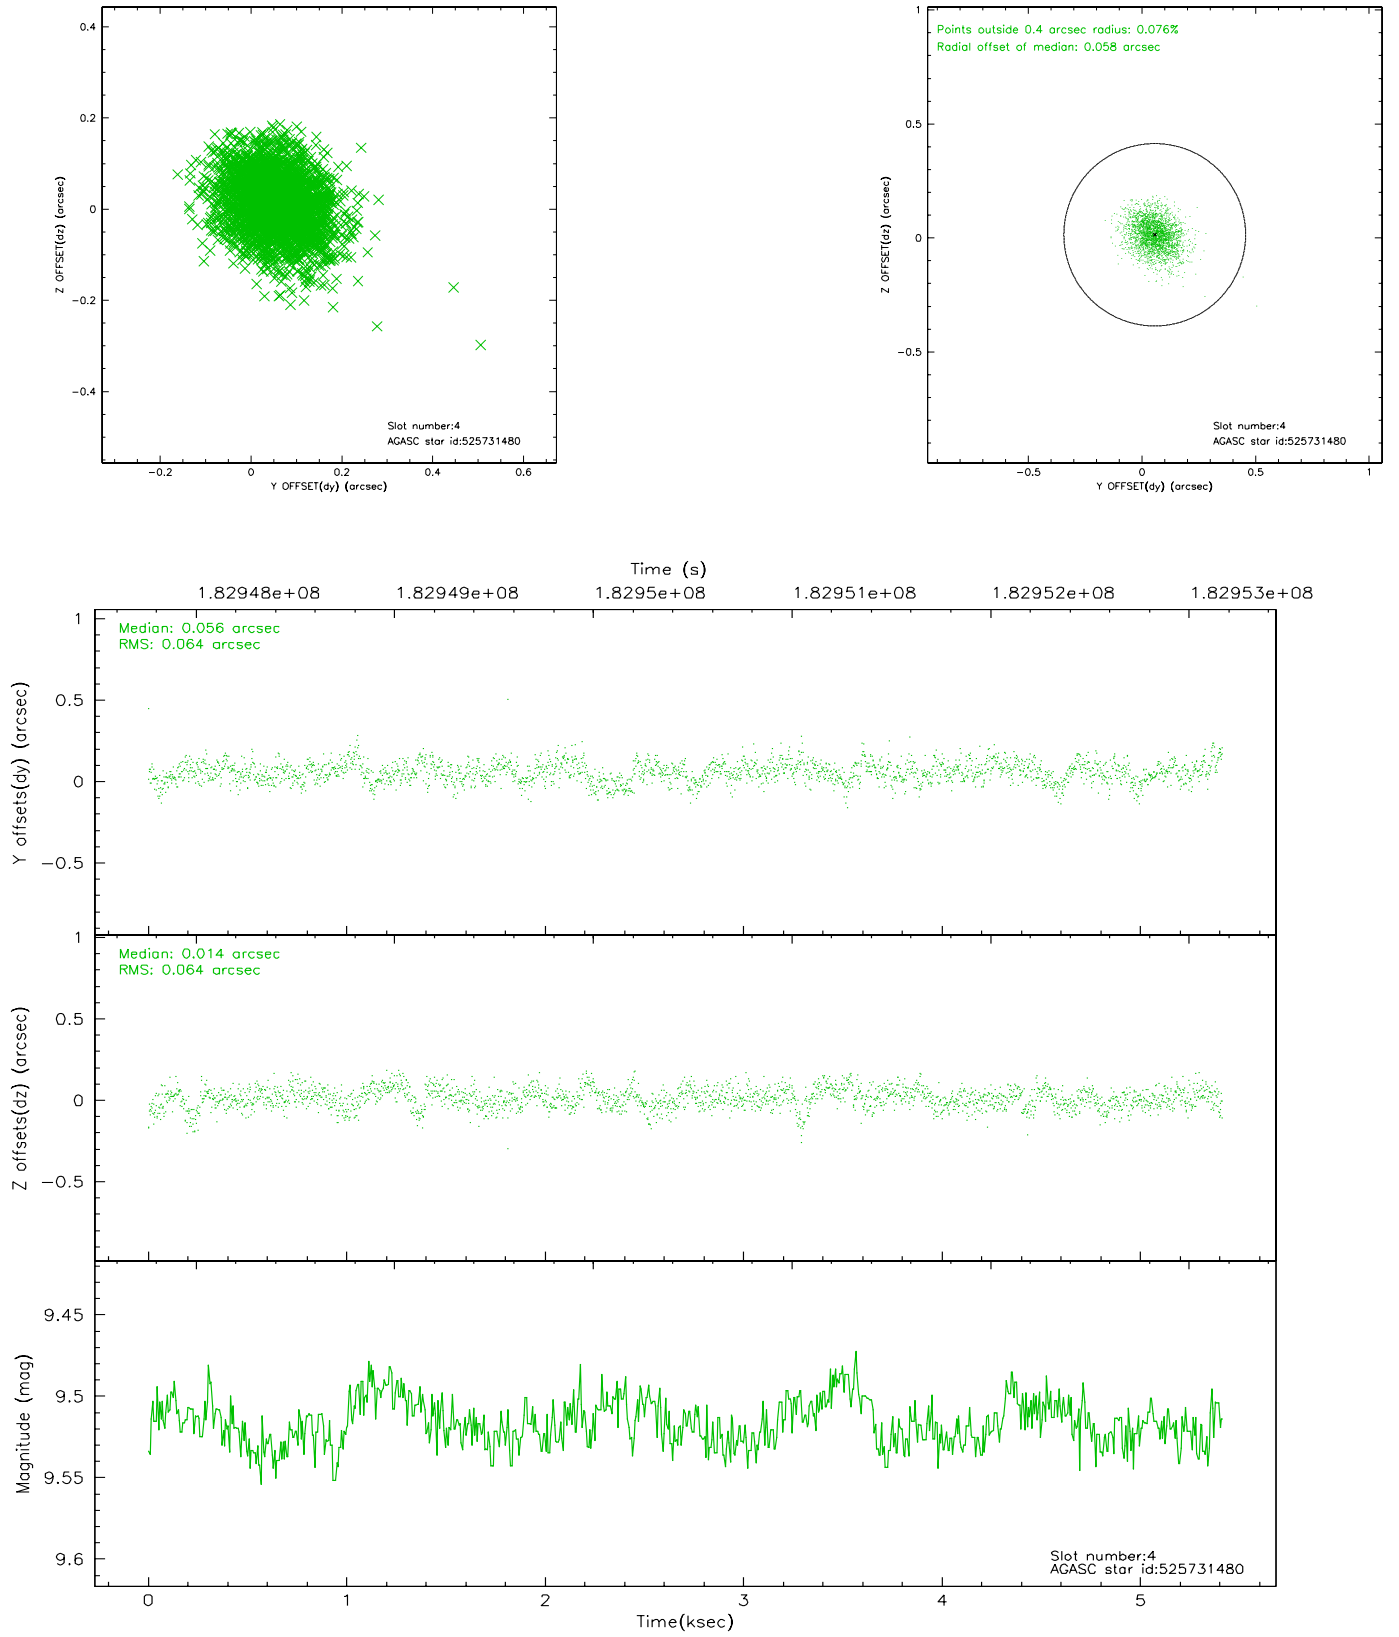 0.4
0.2
0
−0.2
−0.4
Z OFFSET(dz) (arcsec)
Slot number:4
AGASC star id:525731480
−0.2 0 0.2 0.4 0.6
Y OFFSET(dy) (arcsec)
Points outside 0.4 arcsec radius: 0.076%
Radial offset of median: 0.058 arcsec
1
0.5
0
−0.5
Z OFFSET(dz) (arcsec)
Slot number:4
AGASC star id:525731480
−0.5 0 0.5 1
Y OFFSET(dy) (arcsec)
Time (s)
1.82948e+08 1.82949e+08 1.8295e+08 1.82951e+08 1.82952e+08 1.82953e+08
Median: 0.056 arcsec
RMS: 0.064 arcsec
1
0.5
0
−0.5
Y offsets(dy) (arcsec)
Median: 0.014 arcsec
RMS: 0.064 arcsec
1
0.5
0
−0.5
Z offsets(dz) (arcsec)
9.45
9.5
9.55
9.6
Magnitude (mag)
Slot number:4
AGASC star id:525731480
0 1 2 3 4 5
Time(ksec)